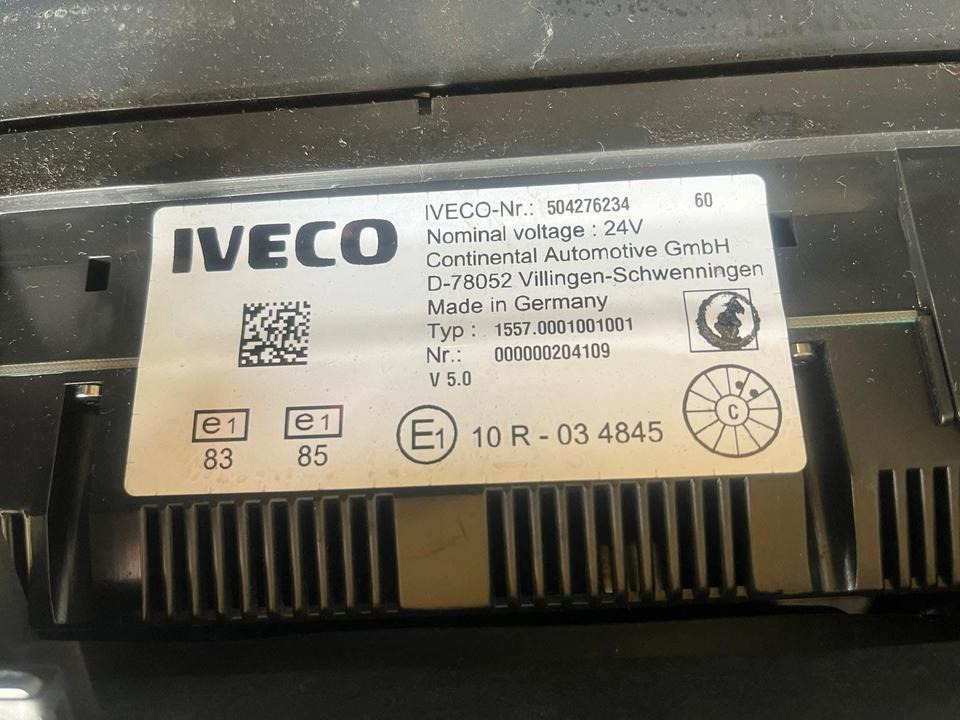 IVECO
IVECO-Nr.: 504276234 60
Nominal voltage : 24V
Continental Automotive GmbH
D-78052 Villingen-Schwenningen
Made in Germany
Typ : 1557.0001001001
Nr.: 000000204109
V 5.0
e1
83
e1
85
E1 10 R - 03 4845
C